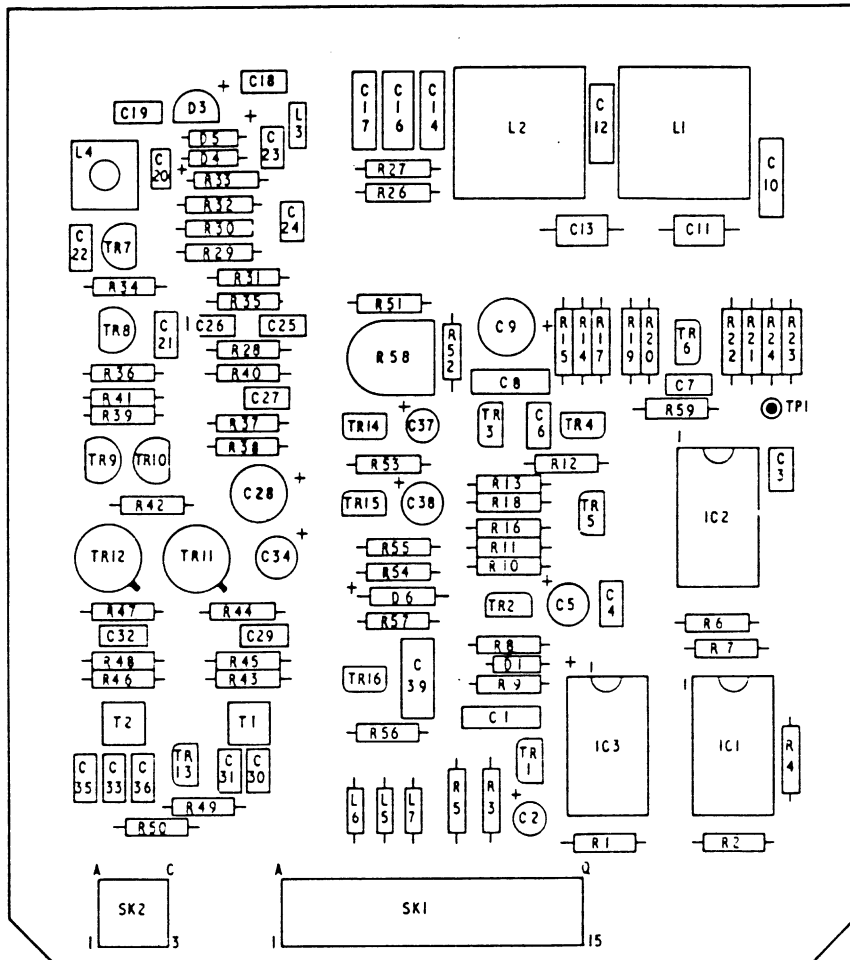 C18
C19
D3
L3
C17
C16
C14
L2
C12
L1
C10
D5
D4
C23
L4
C20
R33
R27
R26
R32
C24
R30
C22
TR7
R29
C13
C11
R31
R34
R35
R51
TR8
C21
C26
C25
R58
R52
C9
R15
R14
R17
R19
R20
TR6
R22
R21
R24
R23
R28
R36
R40
C8
C7
R41
C27
R59
TP1
R39
R37
TR14
C37
TR3
C6
TR4
R38
TR9
TR10
R53
R12
C3
R13
C28
TR15
C38
R18
R42
TR5
IC2
1
R16
TR12
TR11
C34
R55
R11
R54
R10
D6
TR2
C5
C4
R47
R44
R57
R6
C32
C29
R8
R7
R48
R45
D1
R46
R43
TR16
C39
R9
1
1
T2
T1
C1
R56
IC3
IC1
R4
TR13
TR1
C35
C33
C36
C31
C30
R49
L6
L5
L7
R5
R3
C2
R50
R1
R2
A C
A Q
SK2
SK1
1 3
1 15